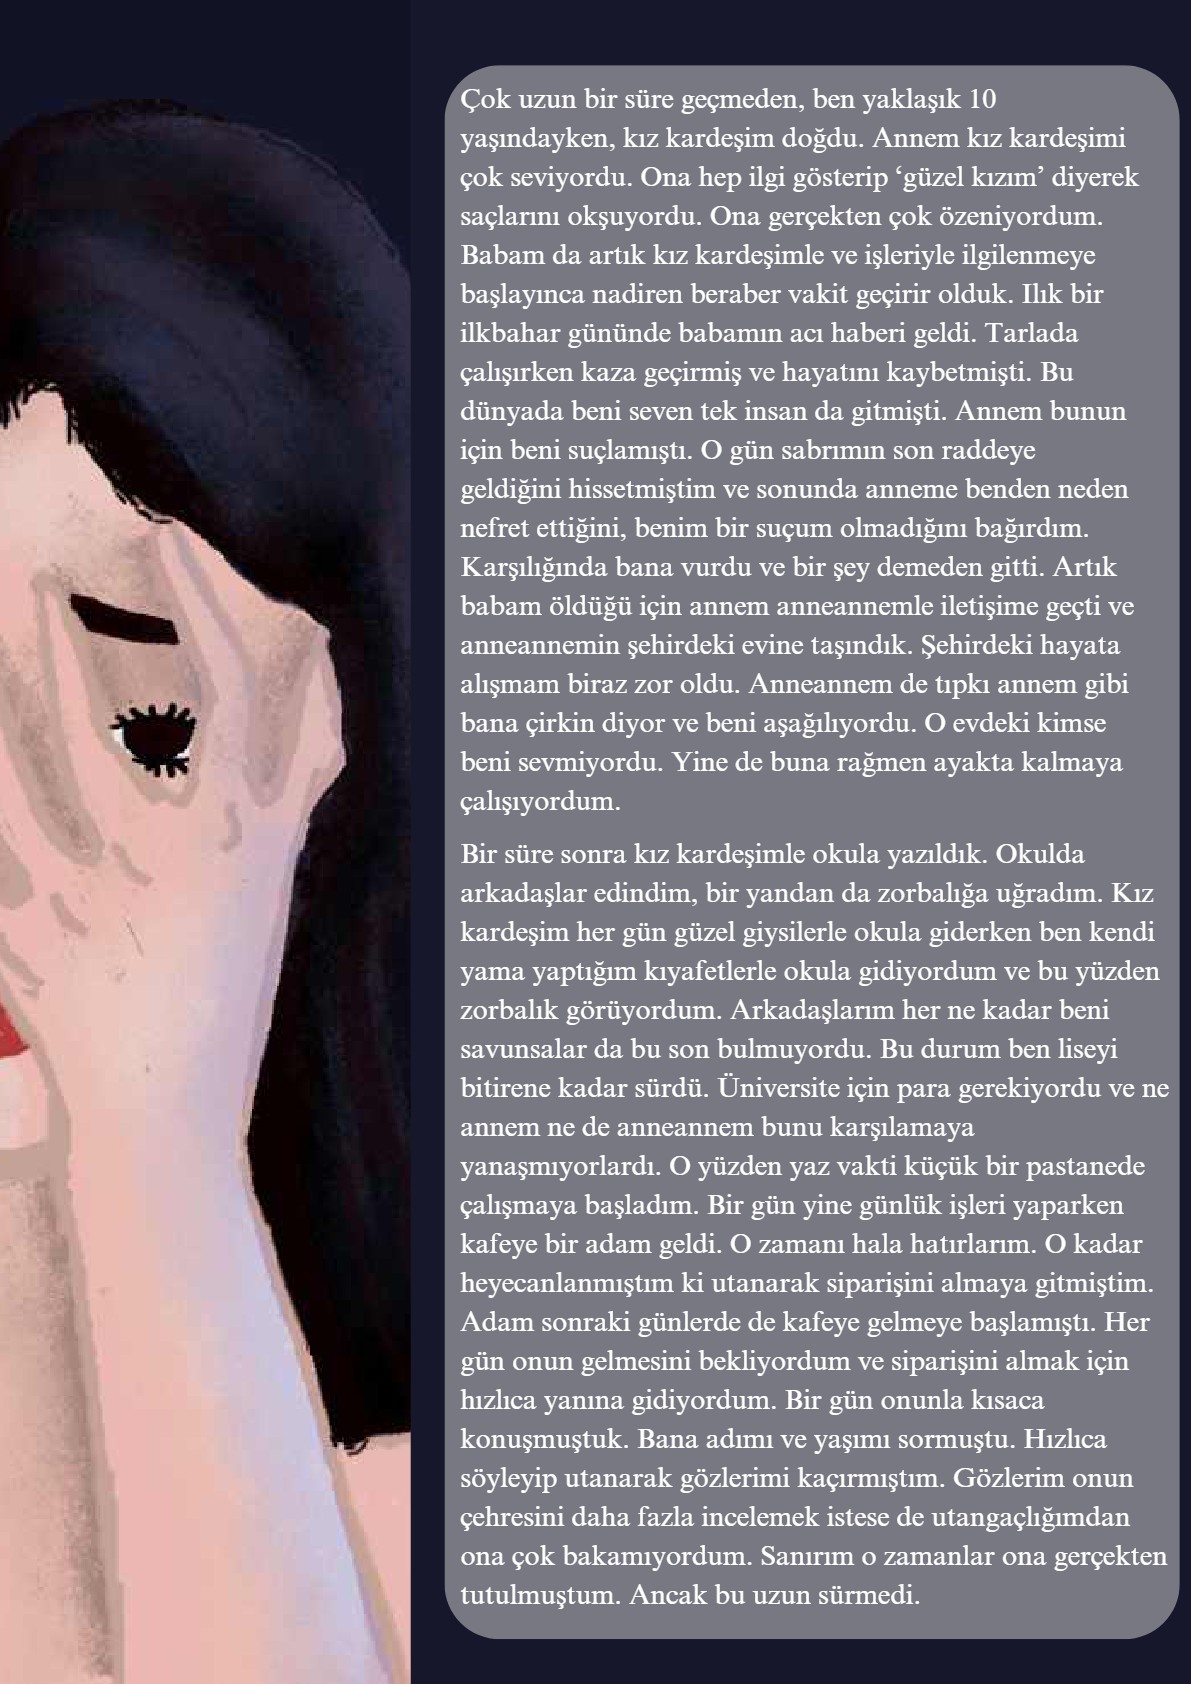 Çok uzun bir süre geçmeden, ben yaklaşık 10
yaşındayken, kız kardeşim doğdu. Annem kız kardeşimi
çok seviyordu. Ona hep ilgi gösterip ‘güzel kızım’ diyerek
saçlarını okşuyordu. Ona gerçekten çok özeniyordum.
Babam da artık kız kardeşimle ve işleriyle ilgilenmeye
başlayınca nadiren beraber vakit geçirir olduk. Ilık bir
ilkbahar gününde babamın acı haberi geldi. Tarlada
çalışırken kaza geçirmiş ve hayatını kaybetmişti. Bu
dünyada beni seven tek insan da gitmişti. Annem bunun
için beni suçlamıştı. O gün sabrımın son raddeye
geldiğini hissetmiştim ve sonunda anneme benden neden
nefret ettiğini, benim bir suçum olmadığını bağırdım.
Karşılığında bana vurdu ve bir şey demeden gitti. Artık
babam öldüğü için annem anneannemle iletişime geçti ve
anneannemin şehirdeki evine taşındık. Şehirdeki hayata
alışmam biraz zor oldu. Anneannem de tıpkı annem gibi
bana çirkin diyor ve beni aşağılıyordu. O evdeki kimse
beni sevmiyordu. Yine de buna rağmen ayakta kalmaya
çalışıyordum.
Bir süre sonra kız kardeşimle okula yazıldık. Okulda
arkadaşlar edindim, bir yandan da zorbalığa uğradım. Kız
kardeşim her gün güzel giysilerle okula giderken ben kendi
yama yaptığım kıyafetlerle okula gidiyordum ve bu yüzden
zorbalık görüyordum. Arkadaşlarım her ne kadar beni
savunsalar da bu son bulmuyordu. Bu durum ben liseyi
bitirene kadar sürdü. Üniversite için para gerekiyordu ve ne
annem ne de anneannem bunu karşılamaya
yanaşmıyorlardı. O yüzden yaz vakti küçük bir pastanede
çalışmaya başladım. Bir gün yine günlük işleri yaparken
kafeye bir adam geldi. O zamanı hala hatırlarım. O kadar
heyecanlanmıştım ki utanarak siparişini almaya gitmiştim.
Adam sonraki günlerde de kafeye gelmeye başlamıştı. Her
gün onun gelmesini bekliyordum ve siparişini almak için
hızlıca yanına gidiyordum. Bir gün onunla kısaca
konuşmuştuk. Bana adımı ve yaşımı sormuştu. Hızlıca
söyleyip utanarak gözlerimi kaçırmıştım. Gözlerim onun
çehresini daha fazla incelemek istese de utangaçlığımdan
ona çok bakamıyordum. Sanırım o zamanlar ona gerçekten
tutulmuştum. Ancak bu uzun sürmedi.